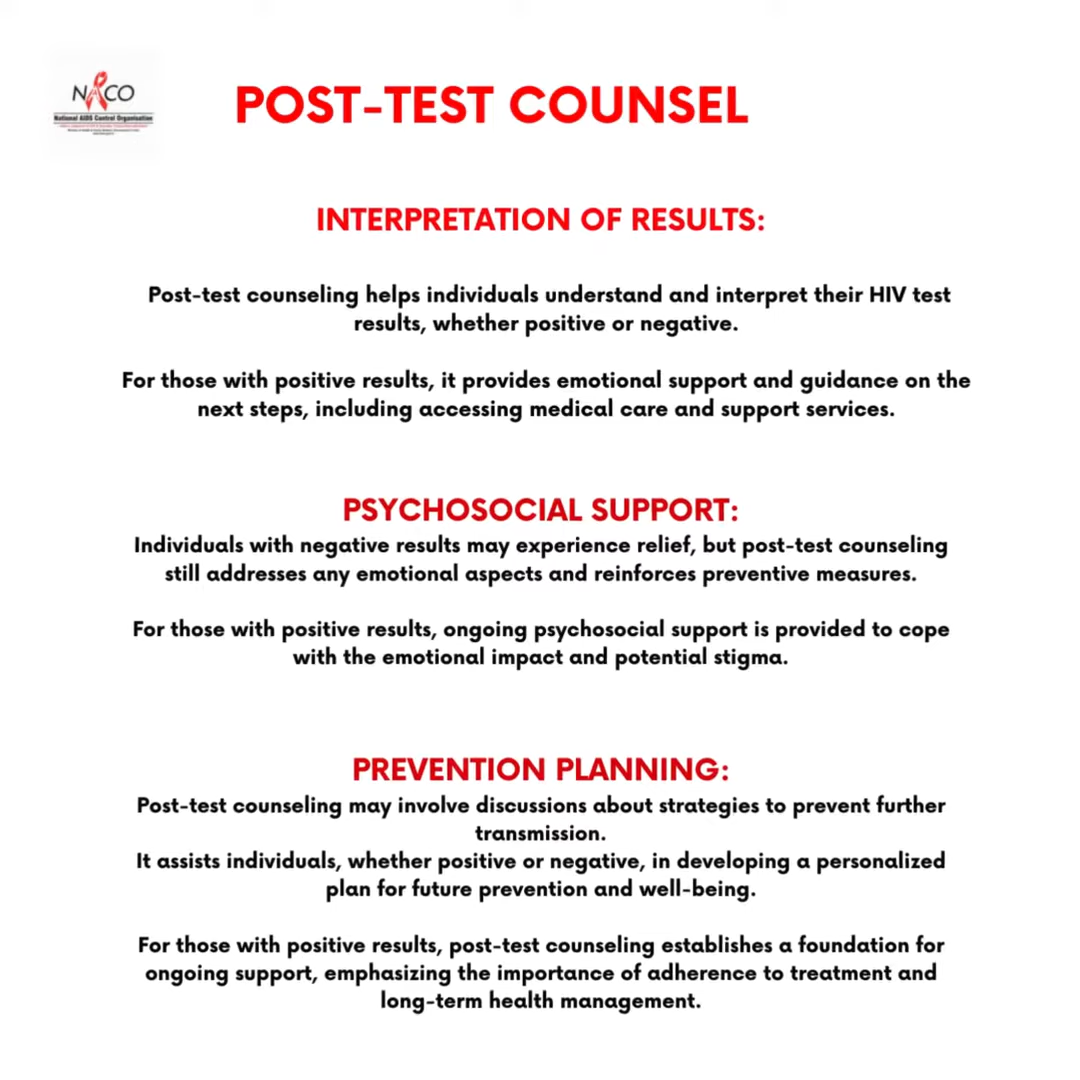 NACO
National AIDS Control Organisation
POST-TEST COUNSEL
INTERPRETATION OF RESULTS:
Post-test counseling helps individuals understand and interpret their HIV test
results, whether positive or negative.
For those with positive results, it provides emotional support and guidance on the
next steps, including accessing medical care and support services.
PSYCHOSOCIAL SUPPORT:
Individuals with negative results may experience relief, but post-test counseling
still addresses any emotional aspects and reinforces preventive measures.
For those with positive results, ongoing psychosocial support is provided to cope
with the emotional impact and potential stigma.
PREVENTION PLANNING:
Post-test counseling may involve discussions about strategies to prevent further
transmission.
It assists individuals, whether positive or negative, in developing a personalized
plan for future prevention and well-being.
For those with positive results, post-test counseling establishes a foundation for
ongoing support, emphasizing the importance of adherence to treatment and
long-term health management.